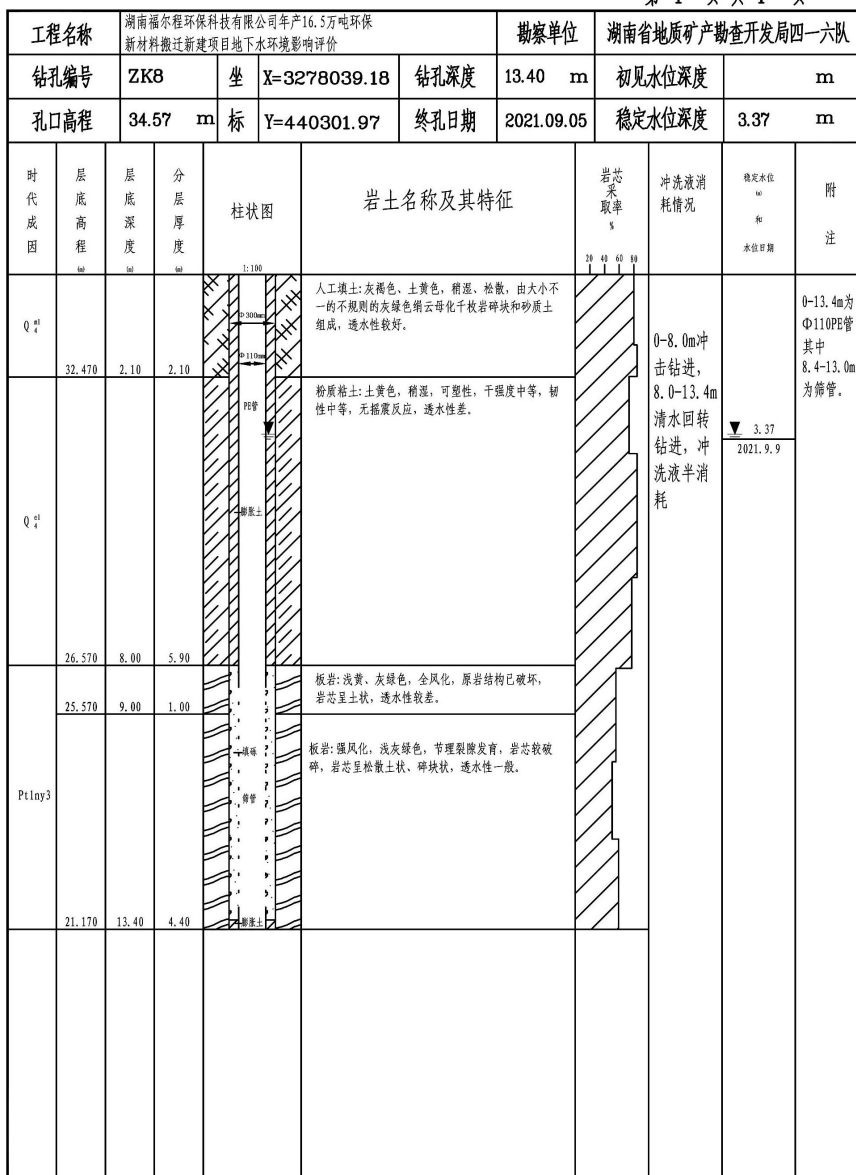 第 1 页 共 1 页
工程名称
湖南福尔程环保科技有限公司年产16.5万吨环保
新材料搬迁新建项目地下水环境影响评价
勘察单位
湖南省地质矿产勘查开发局四一六队
钻孔编号
ZK8
坐
X=3278039.18
钻孔深度
13.40 m
初见水位深度
m
孔口高程
34.57 m
标
Y=440301.97
终孔日期
2021.09.05
稳定水位深度
3.37 m
时代成因
层底高程
(m)
层底深度
(m)
分层厚度
(m)
柱状图
1:100
岩土名称及其特征
岩芯采取率
%
20 40 60 80
冲洗液消
耗情况
稳定水位
(m)
和
水位日期
附
注
Q ml 4
32.470
2.10
2.10
Φ300mm
Φ110mm
人工填土:灰褐色、土黄色,稍湿、松散,由大小不
一的不规则的灰绿色绢云母化千枚岩碎块和砂质土
组成,透水性较好。
0-8.0m冲
击钻进,
8.0-13.4m
清水回转
钻进,冲
洗液半消
耗
0-13.4m为
Φ110PE管
其中
8.4-13.0m
为筛管。
Q el 4
26.570
8.00
5.90
PE管
膨胀土
粉质粘土:土黄色,稍湿,可塑性,干强度中等,韧
性中等,无摇震反应,透水性差。
3.37
2021.9.9
Ptlny3
25.570
9.00
1.00
板岩:浅黄、灰绿色,全风化,原岩结构已破坏,
岩芯呈土状,透水性较差。
21.170
13.40
4.40
填砾
筛管
膨胀土
板岩:强风化,浅灰绿色,节理裂隙发育,岩芯较破
碎,岩芯呈松散土状、碎块状,透水性一般。